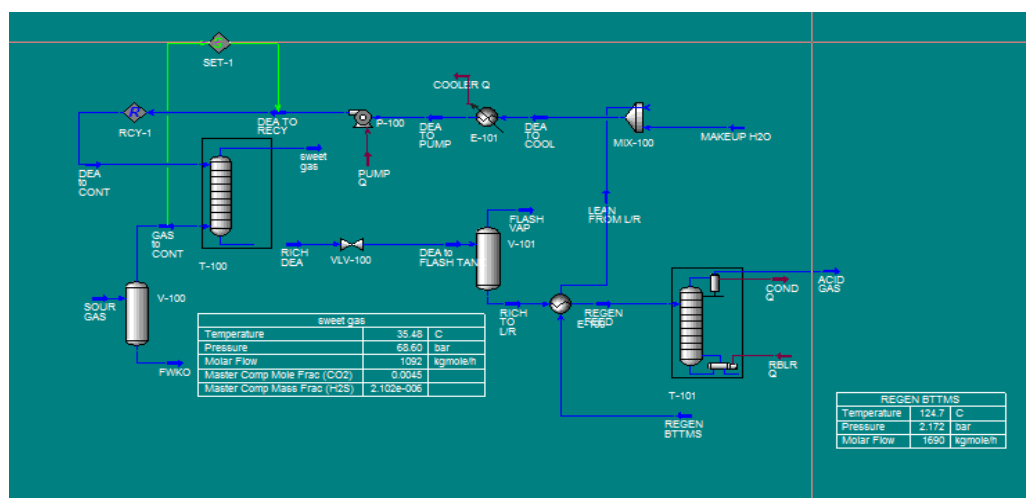 SET-1
COOLER Q
R
RCY-1
DEA TO
RECY
P-100
DEA
TO
PUMP
E-101
DEA
TO
COOL
MIX-100
MAKEUP H2O
sweet
gas
PUMP
Q
DEA
to
CONT
LEAN
FROM L/R
FLASH
VAP
GAS
to
CONT
RICH
DEA
VLV-100
DEA to
FLASH TANK
V-101
T-100
ACID
GAS
COND
Q
SOUR
GAS
V-100
RICH
TO
L/R
REGEN
FEED
RBLR
Q
FWKO
T-101
REGEN
BTTMS
sweet gas
Temperature 35.48 C
Pressure 68.60 bar
Molar Flow 1092 kgmole/h
Master Comp Mole Frac (CO2) 0.0045
Master Comp Mass Frac (H2S) 2.102e-006
REGEN BTTMS
Temperature 124.7 C
Pressure 2.172 bar
Molar Flow 1690 kgmole/h